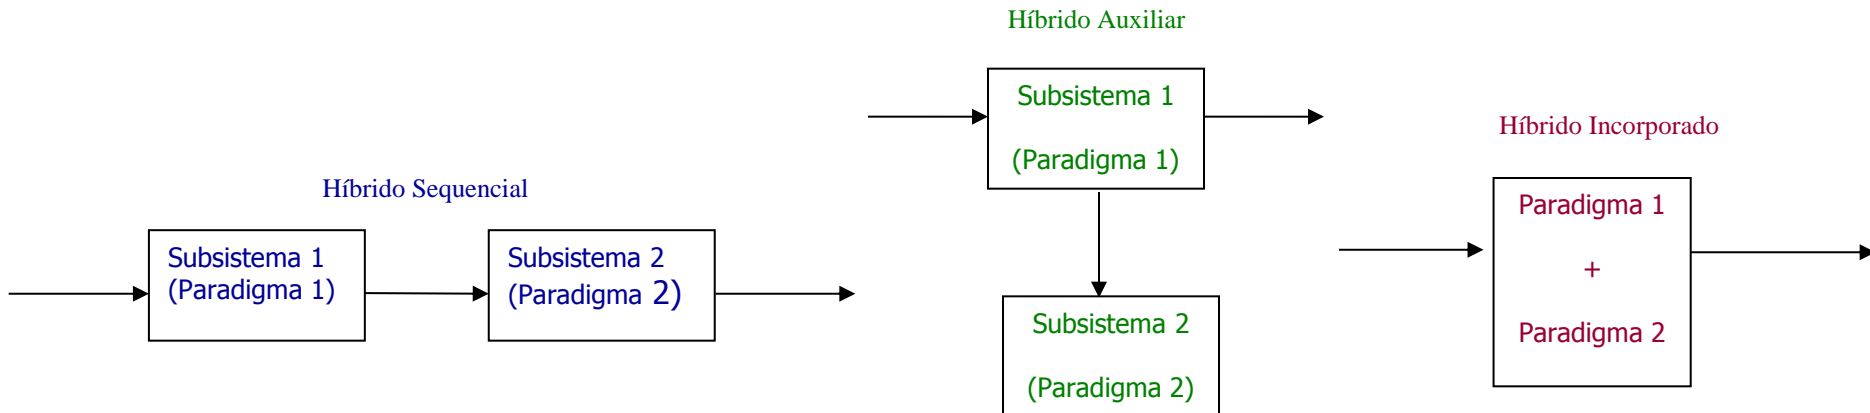 Híbrido Sequencial
Subsistema 1
(Paradigma 1)
Subsistema 2
(Paradigma 2)
Híbrido Auxiliar
Subsistema 1
(Paradigma 1)
Subsistema 2
(Paradigma 2)
Híbrido Incorporado
Paradigma 1
+
Paradigma 2